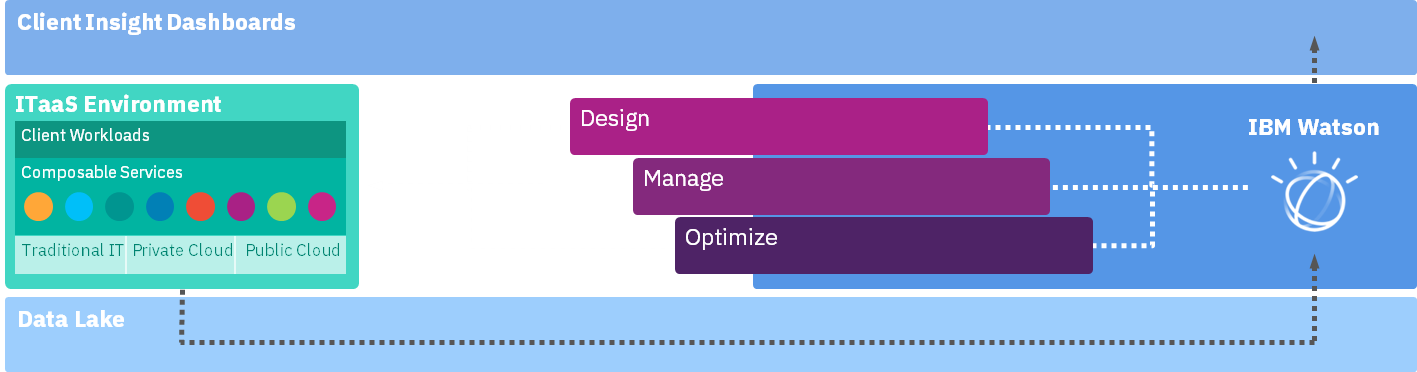 Client Insight Dashboards
ITaaS Environment
Client Workloads
Composable Services
Traditional IT
Private Cloud
Public Cloud
Design
Manage
Optimize
IBM Watson
Data Lake